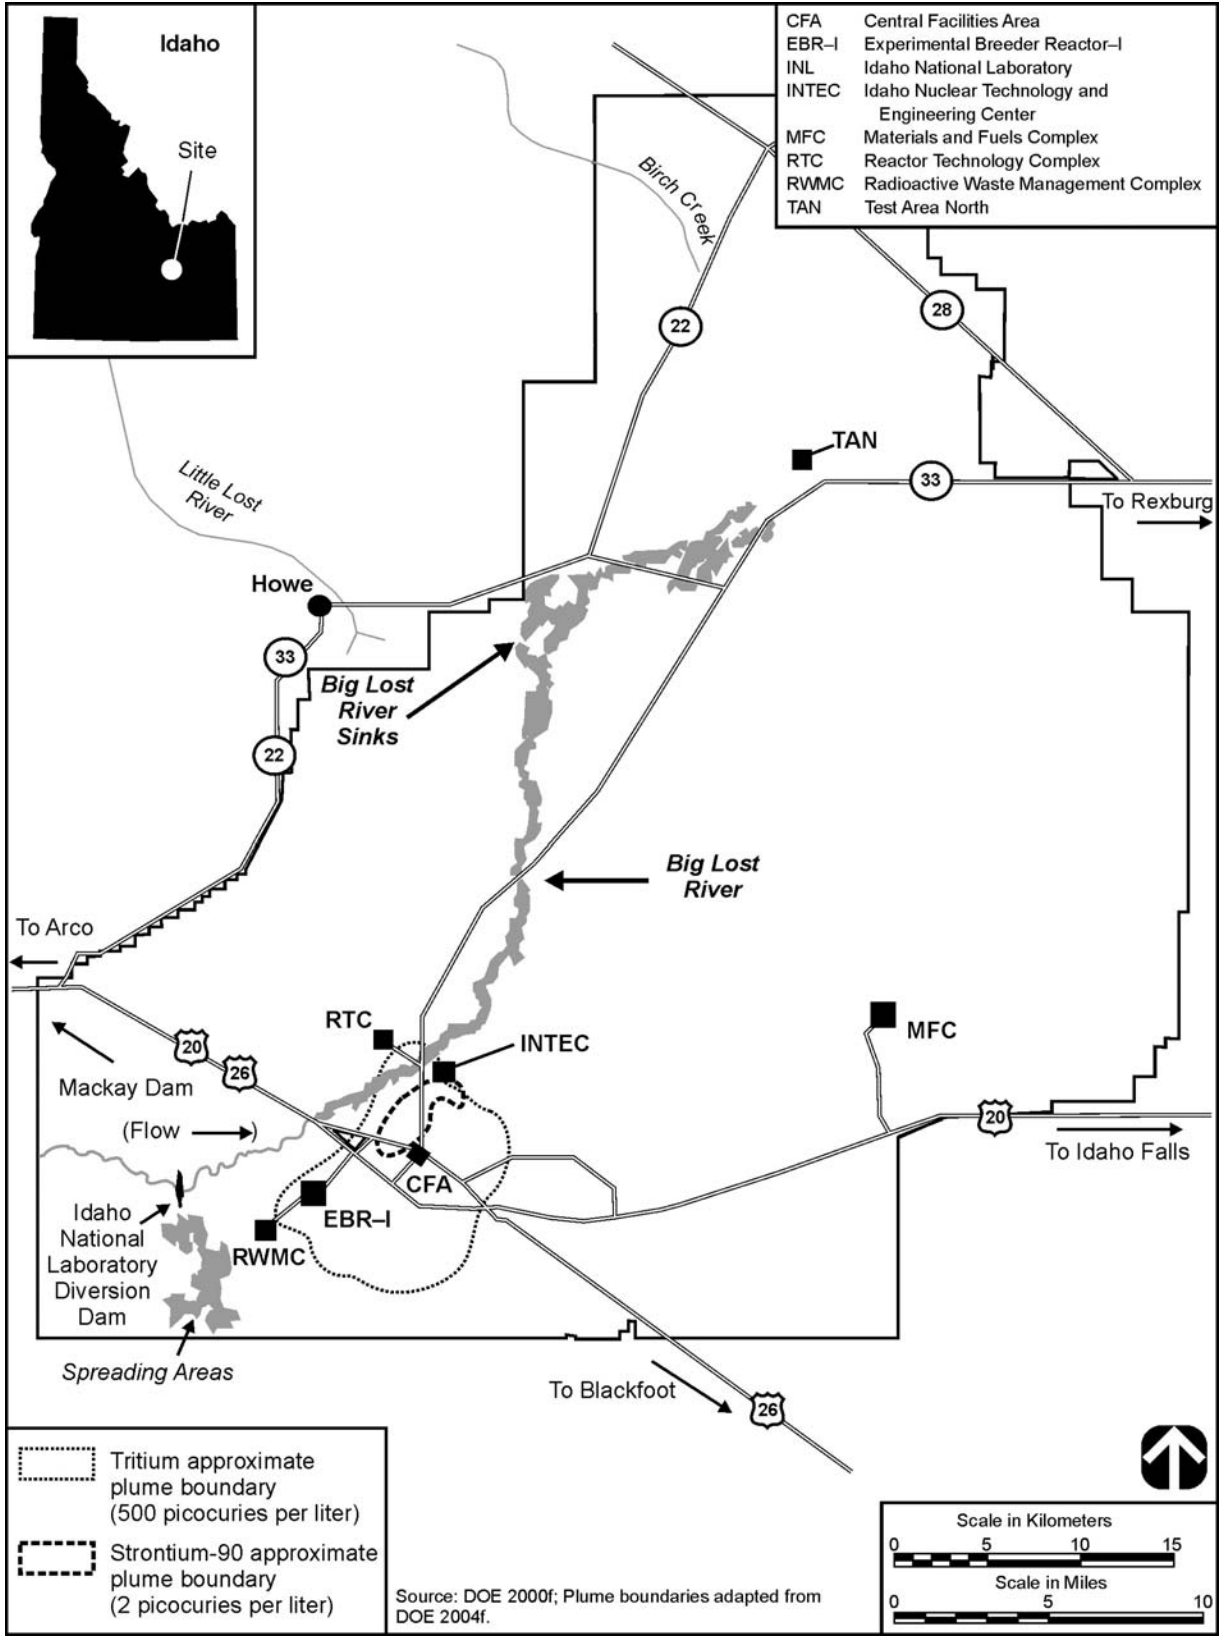 Idaho
Site
CFA Central Facilities Area
EBR–I Experimental Breeder Reactor–I
INL Idaho National Laboratory
INTEC Idaho Nuclear Technology and
Engineering Center
MFC Materials and Fuels Complex
RTC Reactor Technology Complex
RWMC Radioactive Waste Management Complex
TAN Test Area North
Birch Creek
22
28
TAN
33
To Rexburg
Little Lost
River
Howe
33
Big Lost
River
Sinks
22
Big Lost
River
To Arco
RTC
INTEC
MFC
20
26
Mackay Dam
(Flow )
20
To Idaho Falls
CFA
EBR–I
RWMC
Idaho
National
Laboratory
Diversion
Dam
Spreading Areas
To Blackfoot
26
Tritium approximate
plume boundary
(500 picocuries per liter)
Strontium-90 approximate
plume boundary
(2 picocuries per liter)
Source: DOE 2000f; Plume boundaries adapted from
DOE 2004f.
Scale in Kilometers
0 5 10 15
Scale in Miles
0 5 10